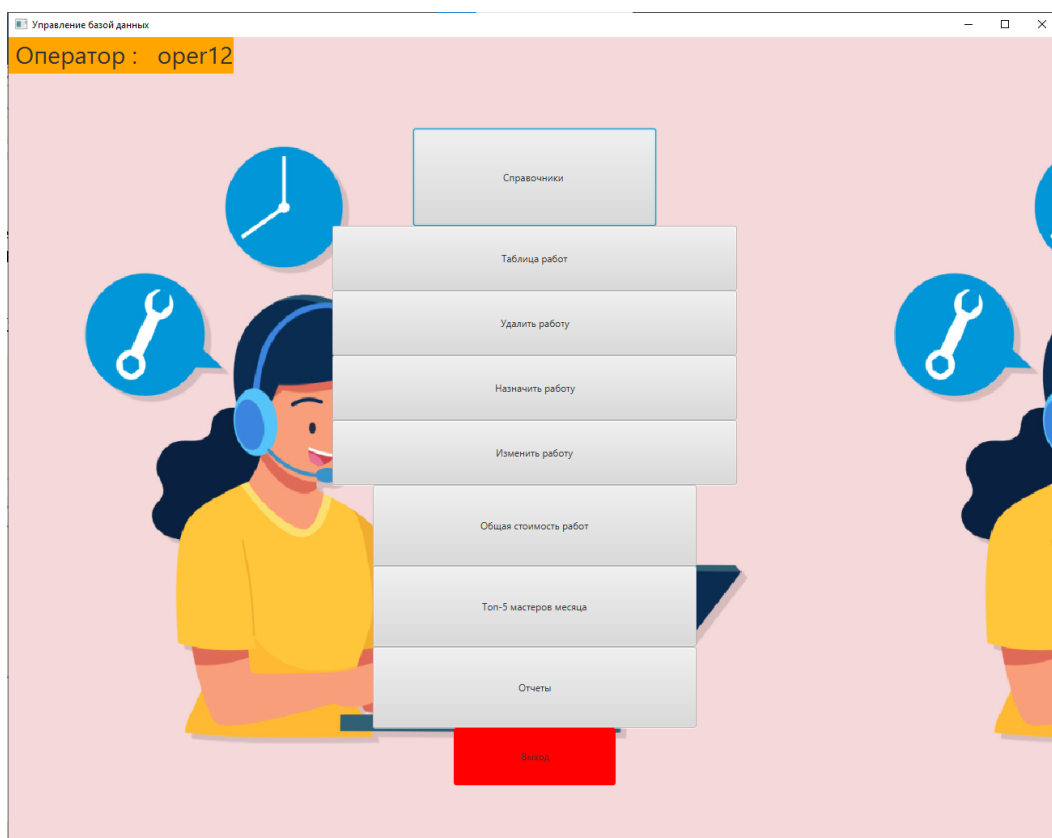 Управление базой данных
Оператор : oper12
Справочники
Таблица работ
Удалить работу
Назначить работу
Изменить работу
Общая стоимость работ
Топ-5 мастеров месяца
Отчеты
Выход